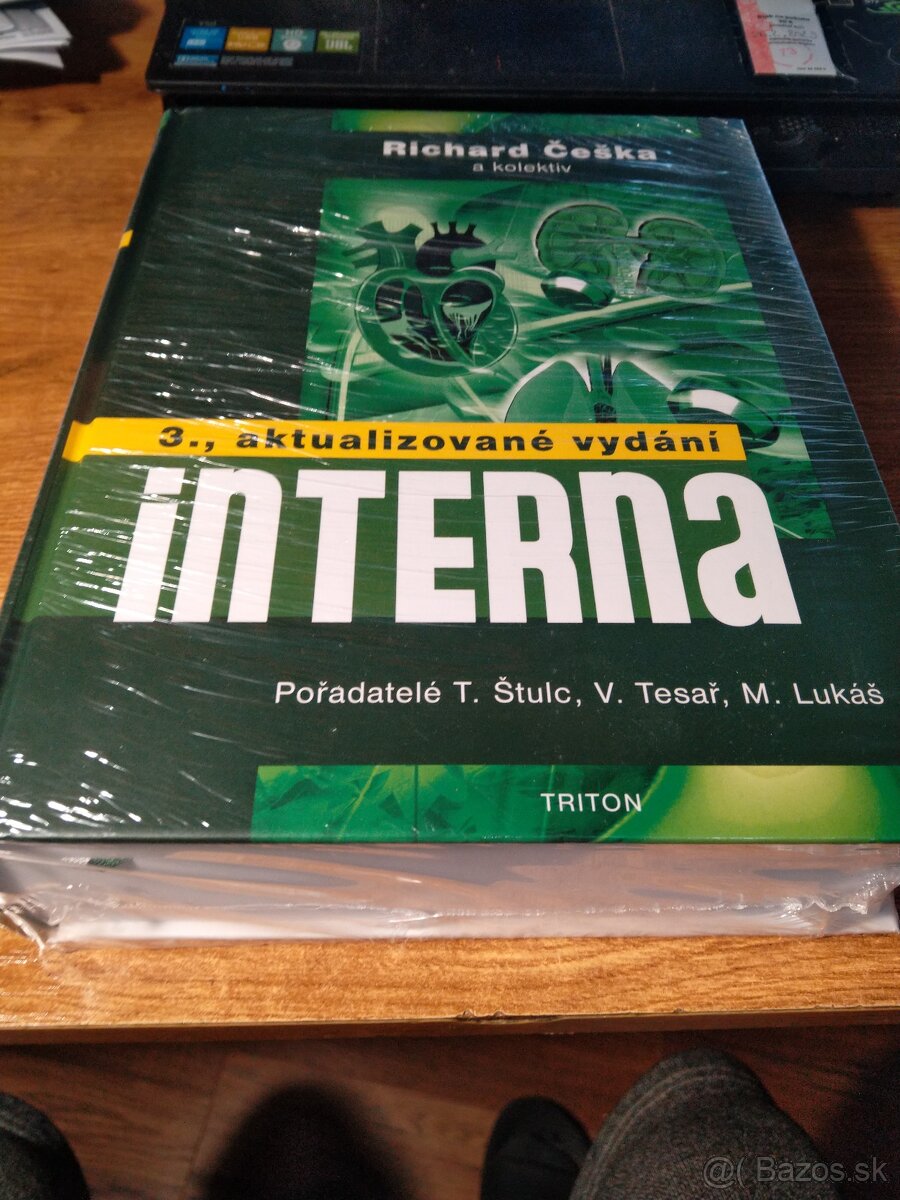 Richard Češka
a kolektiv
3., aktualizované vydání
INTERNA
Pořadatelé T. Štulc, V. Tesař, M. Lukáš
TRITON
@( Bazos.sk